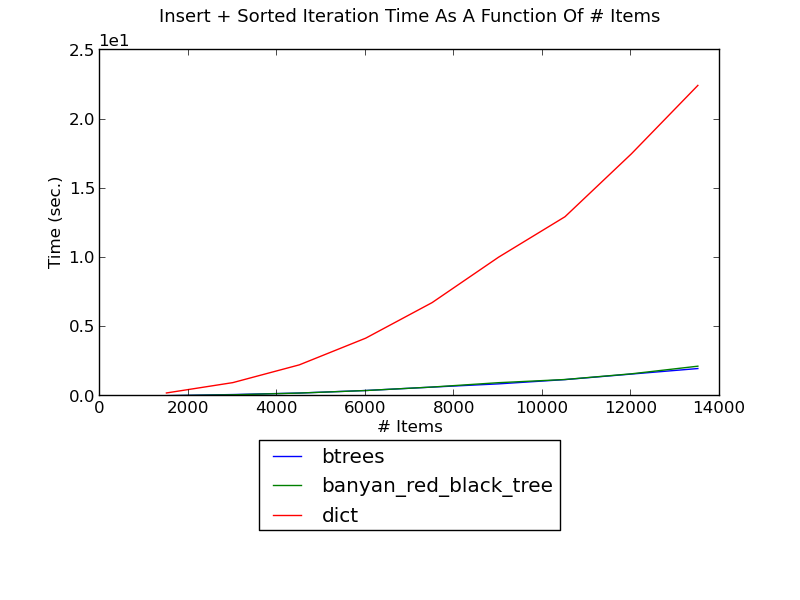 Insert + Sorted Iteration Time As A Function Of # Items
1e1
2.5
2.0
1.5
1.0
0.5
0.0
Time (sec.)
0 2000 4000 6000 8000 10000 12000 14000
# Items
btrees
banyan_red_black_tree
dict